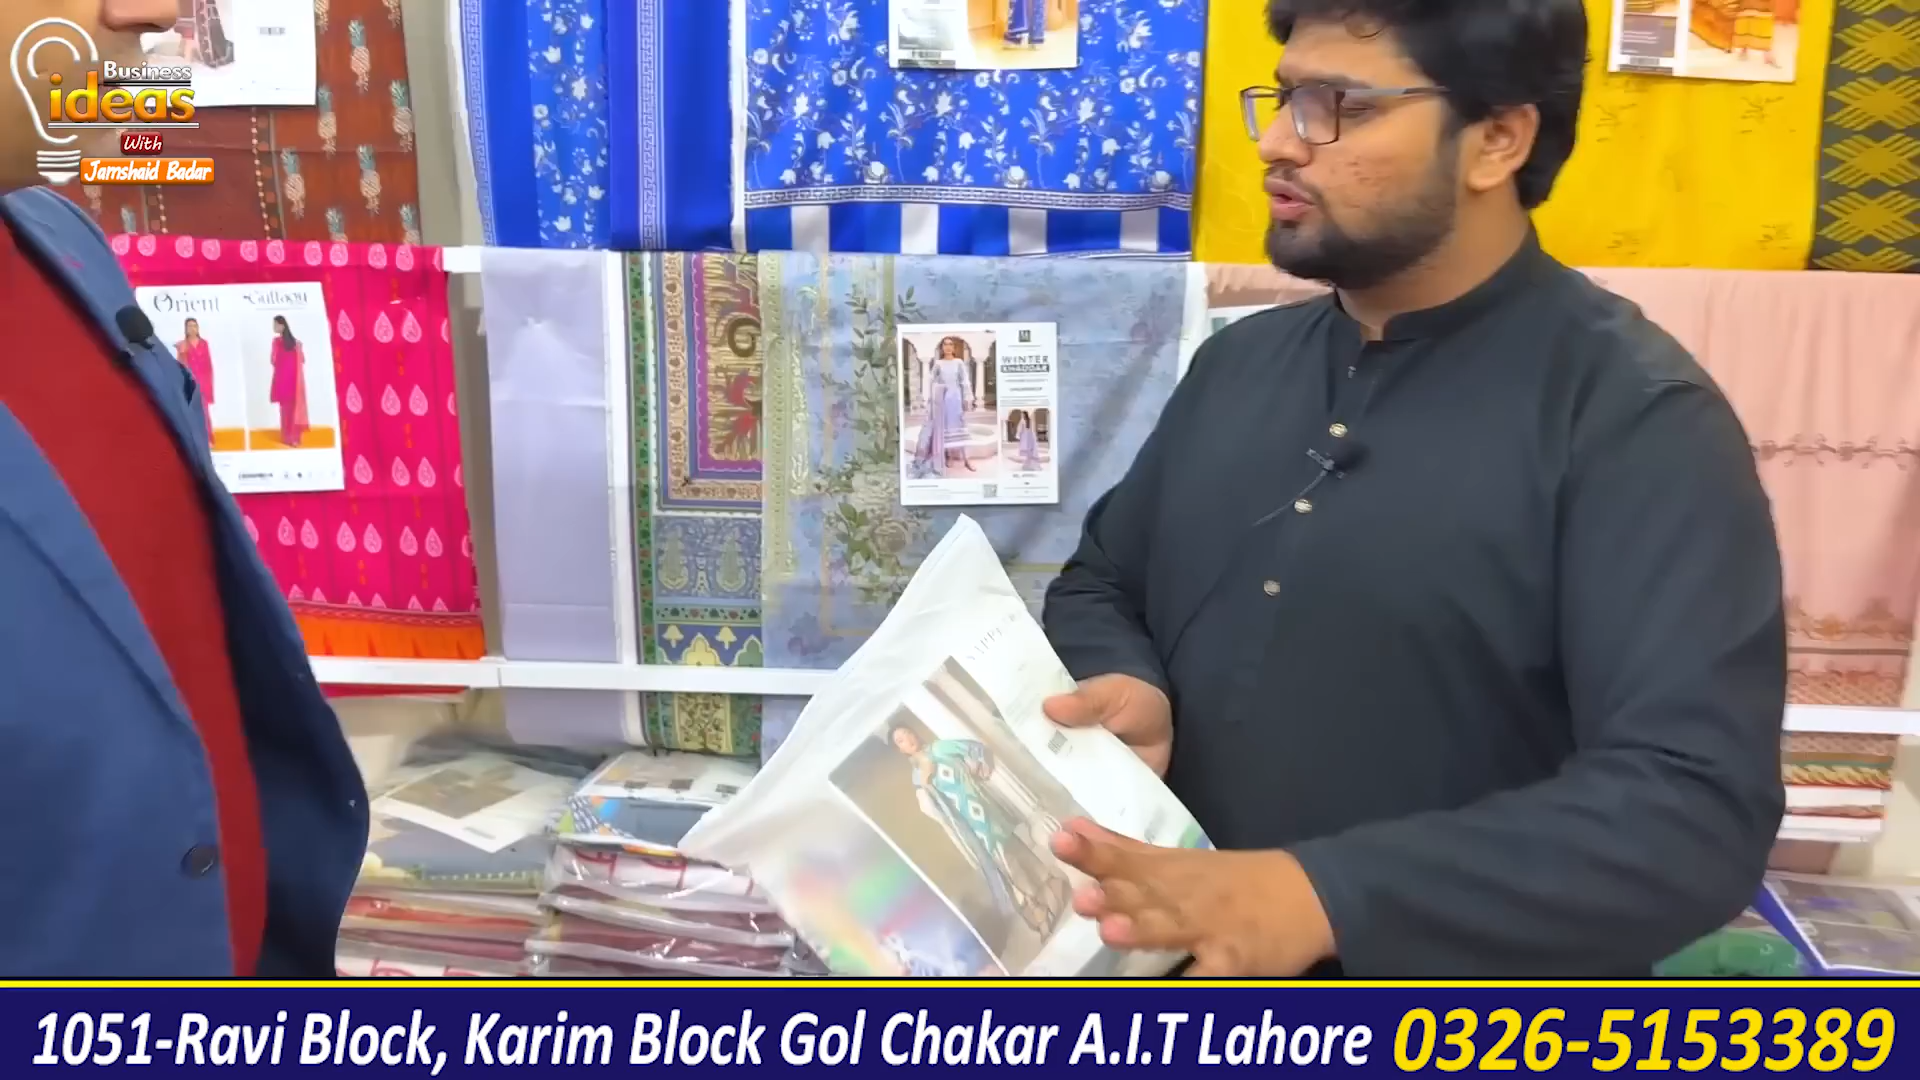 Business
ideas
With
Jamshaid Badar
Orient
WINTER
KHADDAR
1051-Ravi Block, Karim Block Gol Chakar A.I.T Lahore 0326-5153389